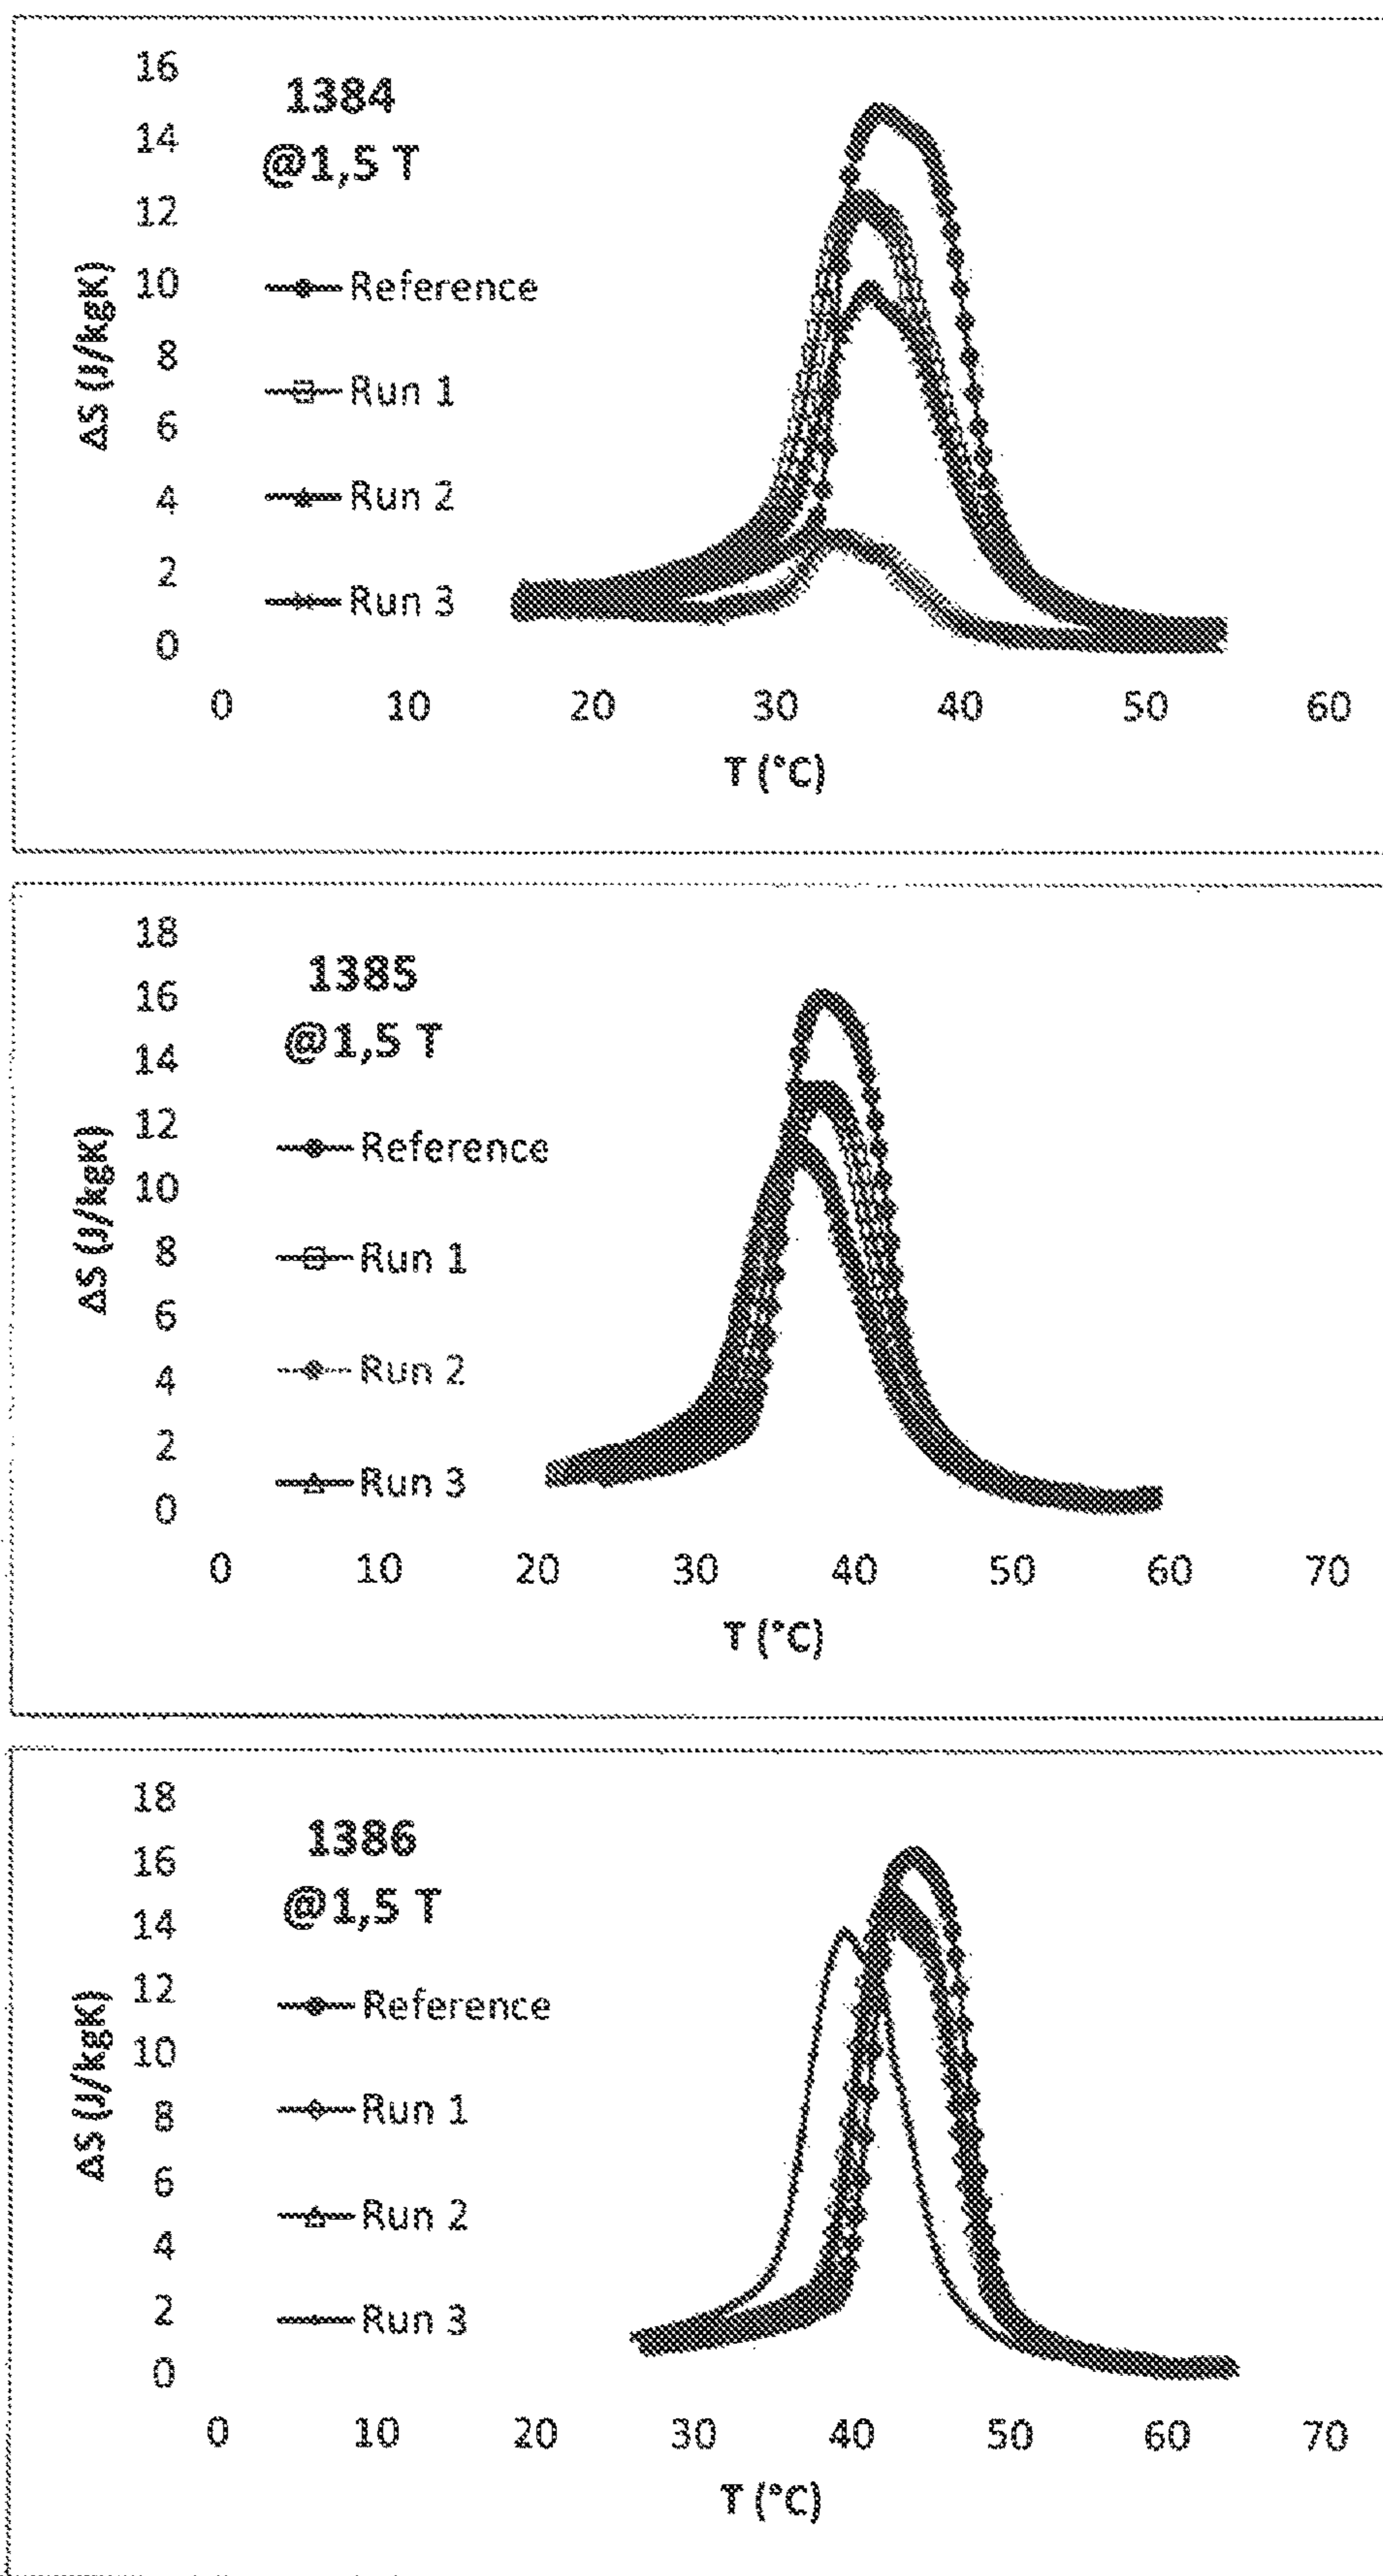 16
1384
14
@1,5 T
12
10
Reference
ΔS (J/kgK)
8
Run 1
6
4
Run 2
2
Run 3
0
0 10 20 30 40 50 60
T (°C)
18
1385
16
@1,5 T
14
12
Reference
10
ΔS (J/kgK)
8
Run 1
6
4
Run 2
2
Run 3
0
0 10 20 30 40 50 60 70
T (°C)
18
1386
16
@1,5 T
14
12
Reference
10
ΔS (J/kgK)
8
Run 1
6
4
Run 2
2
Run 3
0
0 10 20 30 40 50 60 70
T (°C)